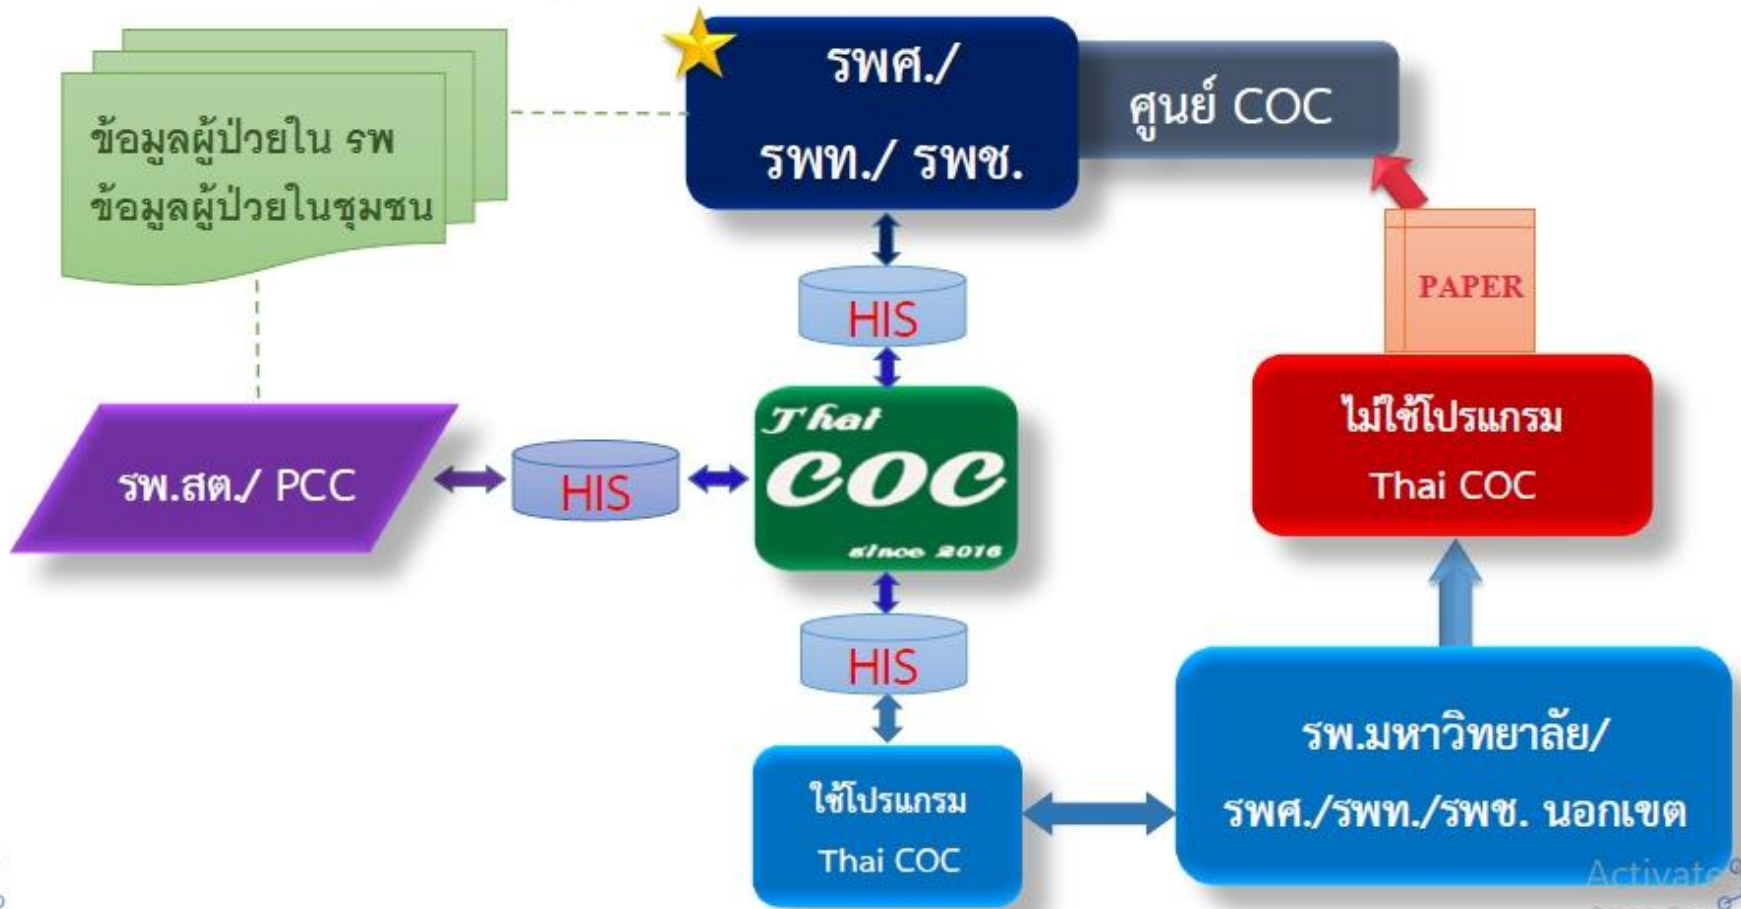 รพศ./
รพท./ รพช.
ศูนย์ COC
ข้อมูลผู้ป่วยใน รพ
ข้อมูลผู้ป่วยในชุมชน
HIS
PAPER
Thai
COC
since 2016
รพ.สต./ PCC
HIS
ไม่ใช้โปรแกรม
Thai COC
HIS
ใช้โปรแกรม
Thai COC
รพ.มหาวิทยาลัย/
รพศ./รพท./รพช. นอกเขต
Activate